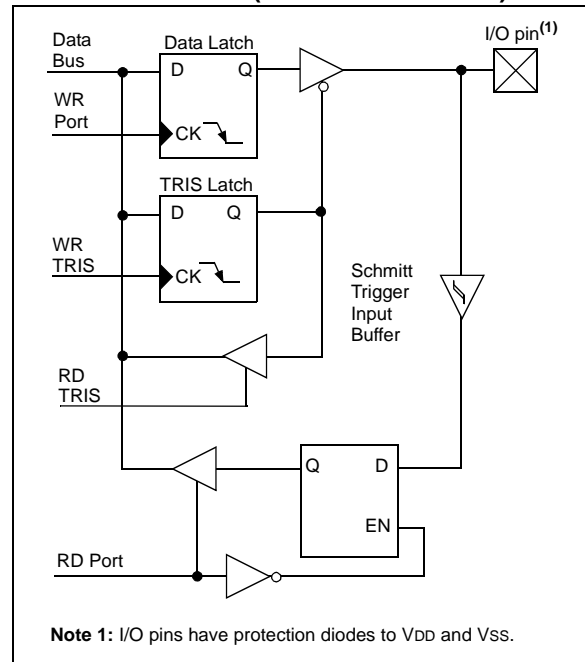 I/O pin(1)
Data
Bus
Data Latch
D Q
WR
Port
CK
TRIS Latch
D Q
WR
TRIS
CK
Schmitt
Trigger
Input
Buffer
RD
TRIS
Q D
EN
RD Port
Note 1: I/O pins have protection diodes to VDD and VSS.